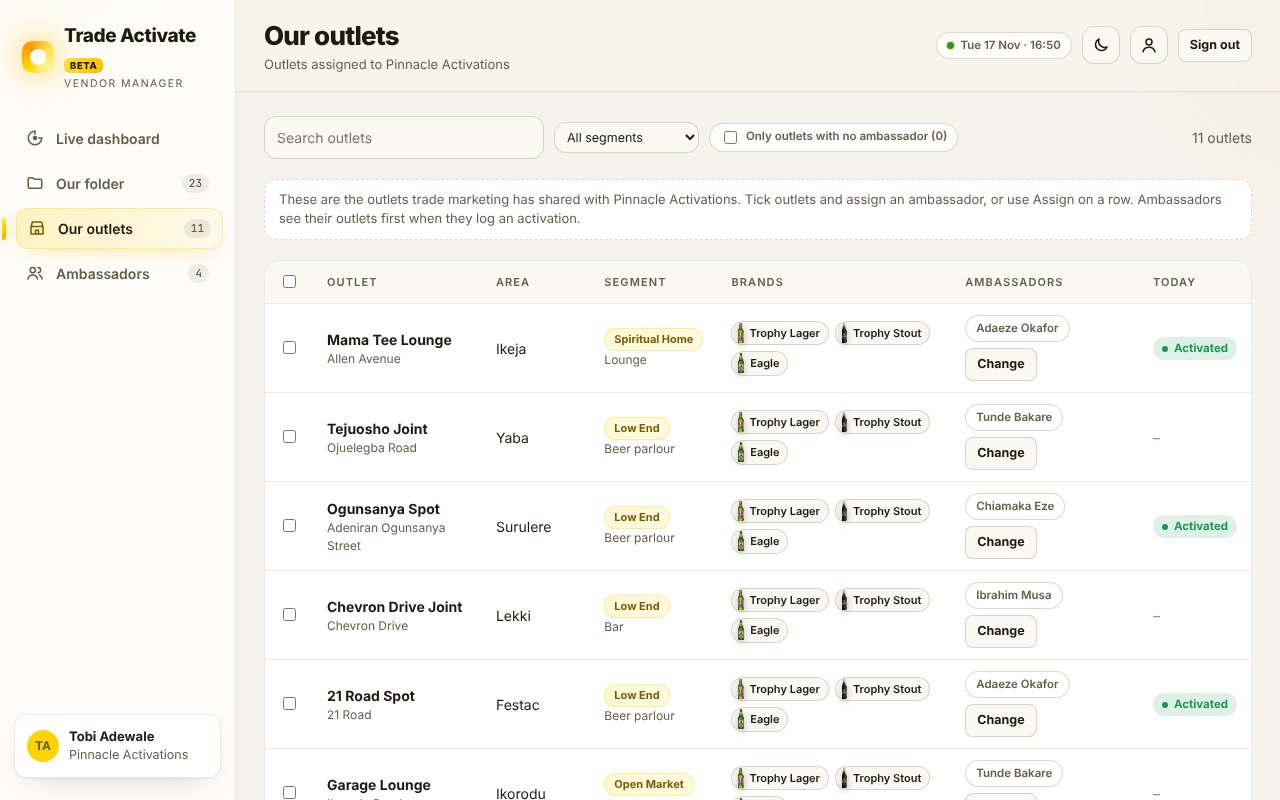 Trade Activate
BETA
VENDOR MANAGER
Live dashboard
Our folder 23
Our outlets 11
Ambassadors 4
TA
Tobi Adewale
Pinnacle Activations
Our outlets
Outlets assigned to Pinnacle Activations
Tue 17 Nov · 16:50
Sign out
Search outlets
All segments
Only outlets with no ambassador (0)
11 outlets
These are the outlets trade marketing has shared with Pinnacle Activations. Tick outlets and assign an ambassador, or use Assign on a row. Ambassadors
see their outlets first when they log an activation.
OUTLET AREA SEGMENT BRANDS AMBASSADORS TODAY
Mama Tee Lounge
Allen Avenue
Ikeja
Spiritual Home
Lounge
Trophy Lager Trophy Stout
Eagle
Adaeze Okafor
Change
Activated
Tejuosho Joint
Ojuelegba Road
Yaba
Low End
Beer parlour
Trophy Lager Trophy Stout
Eagle
Tunde Bakare
Change
–
Ogunsanya Spot
Adeniran Ogunsanya
Street
Surulere
Low End
Beer parlour
Trophy Lager Trophy Stout
Eagle
Chiamaka Eze
Change
Activated
Chevron Drive Joint
Chevron Drive
Lekki
Low End
Bar
Trophy Lager Trophy Stout
Eagle
Ibrahim Musa
Change
–
21 Road Spot
21 Road
Festac
Low End
Beer parlour
Trophy Lager Trophy Stout
Eagle
Adaeze Okafor
Change
Activated
Garage Lounge
Ikorodu
Open Market
Trophy Lager Trophy Stout
Tunde Bakare
–